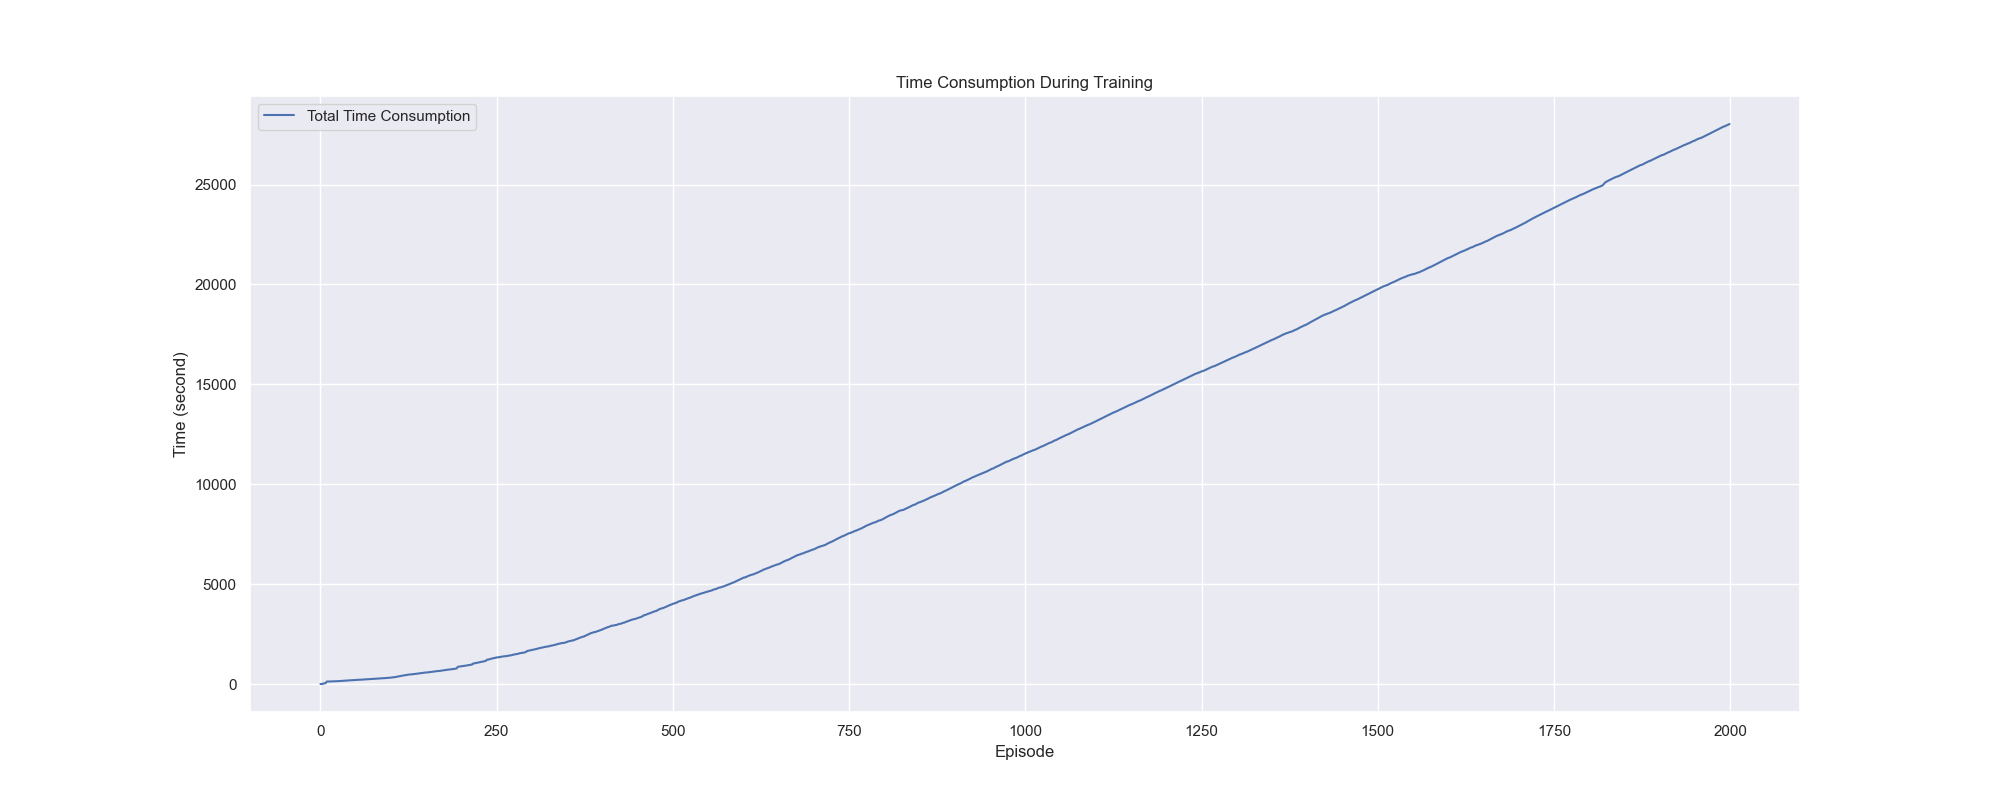 Time Consumption During Training
Total Time Consumption
25000
20000
15000
10000
5000
0
Time (second)
0 250 500 750 1000 1250 1500 1750 2000
Episode